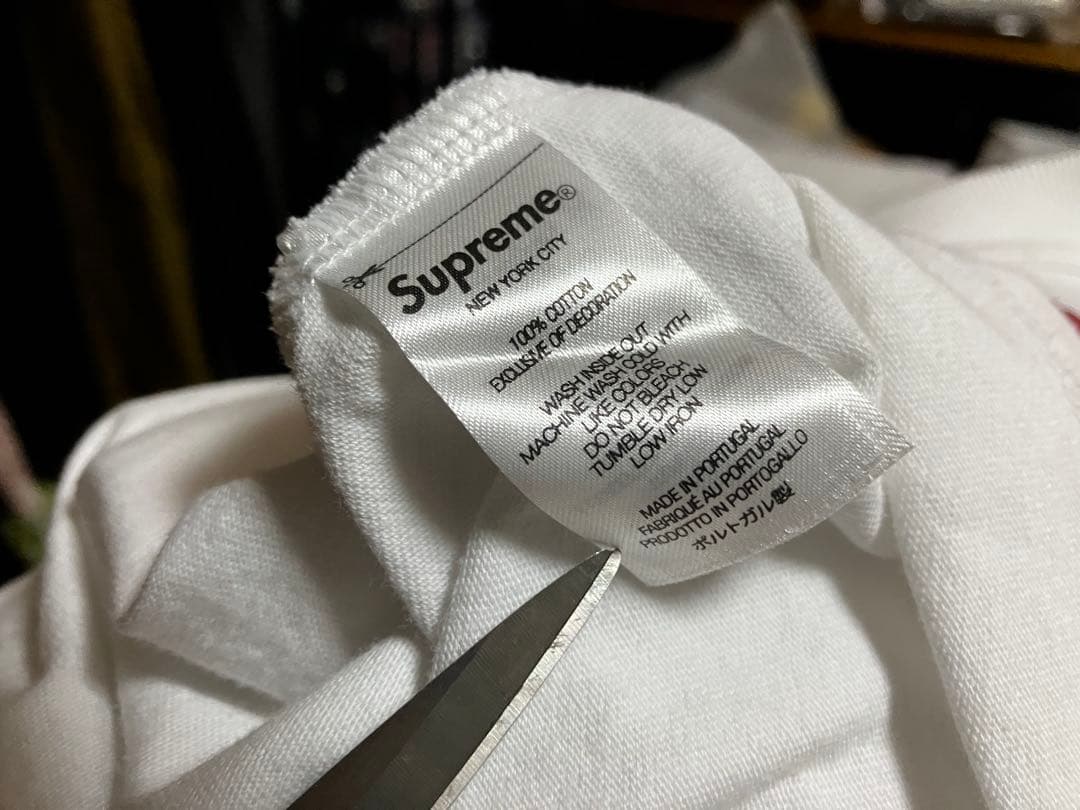 Supreme®
NEW YORK CITY
100% COTTON
EXCLUSIVE OF DECORATION
WASH INSIDE OUT
MACHINE WASH COLD WITH
LIKE COLORS
DO NOT BLEACH
TUMBLE DRY LOW
LOW IRON
MADE IN PORTUGAL
FABRIQUÉ AU PORTUGAL
PRODOTTO IN PORTOGALLO
ポルトガル製